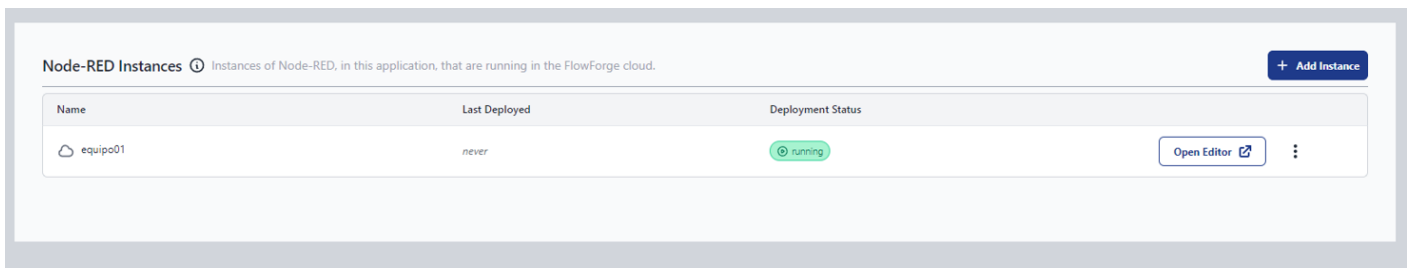 Node-RED Instances Instances of Node-RED, in this application, that are running in the FlowForge cloud.
+ Add Instance
Name Last Deployed Deployment Status
equipo01 never running Open Editor